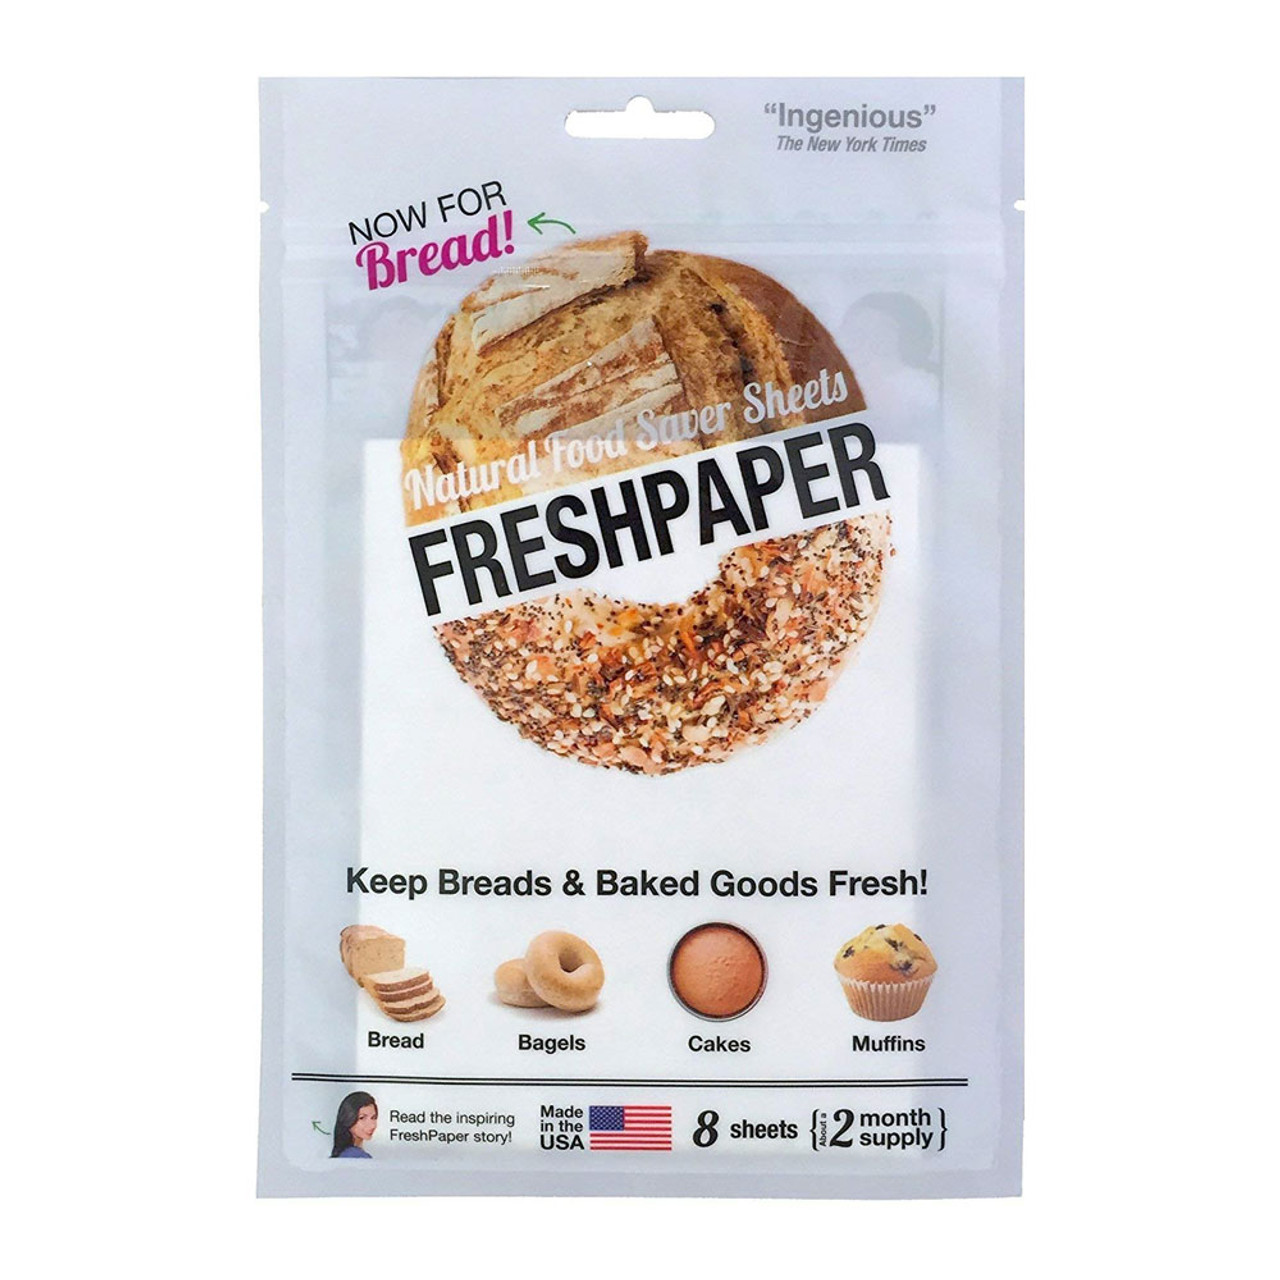 “Ingenious”
The New York Times
NOW FOR
Bread!
Natural Food Saver Sheets
FRESHPAPER
Keep Breads & Baked Goods Fresh!
Bread
Bagels
Cakes
Muffins
Read the inspiring
FreshPaper story!
Made
in the
USA
8 sheets
{About a 2 month
supply}